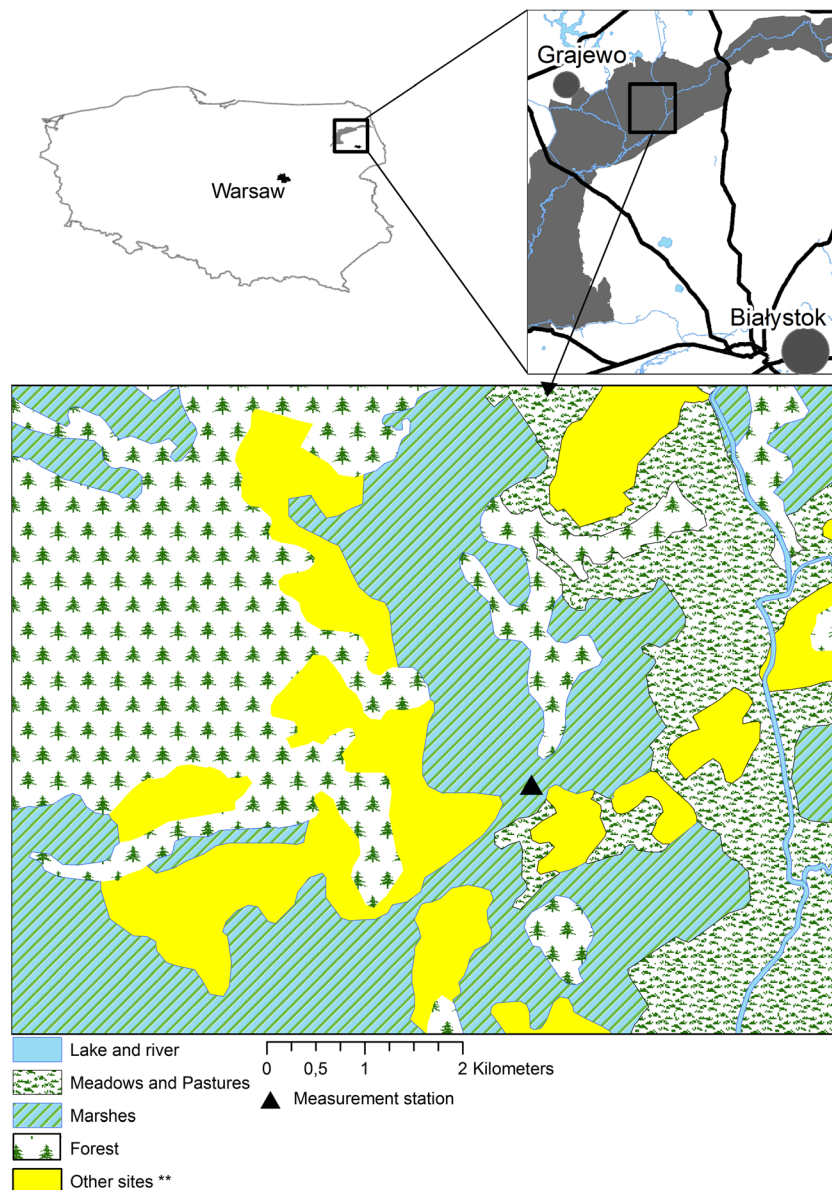 Grajewo
Warsaw
Białystok
Lake and river
Meadows and Pastures
Marshes
Forest
Other sites **
0 0,5 1 2 Kilometers
Measurement station